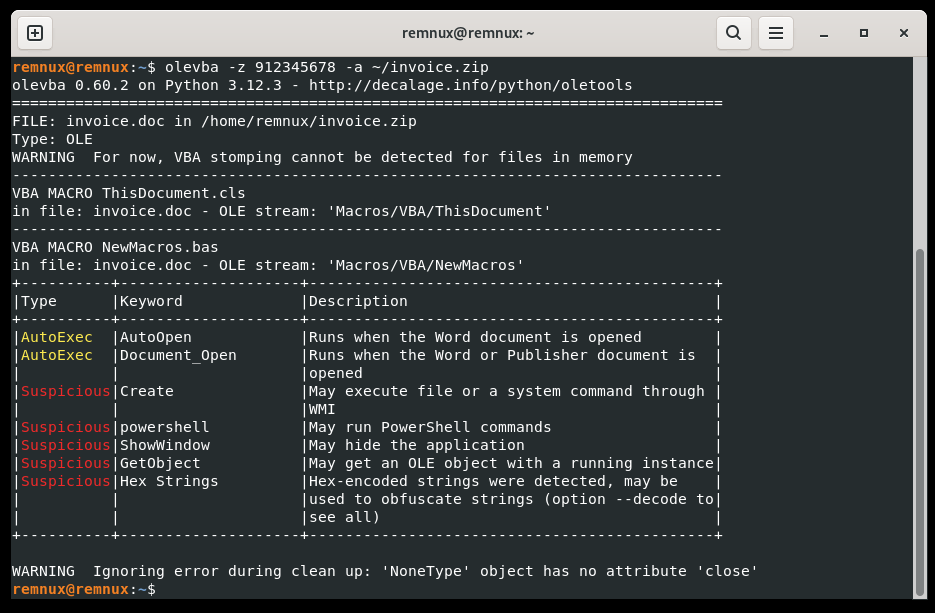 remnux@remnux: ~
remnux@remnux:~$ olevba -z 912345678 -a ~/invoice.zip
olevba 0.60.2 on Python 3.12.3 - http://decalage.info/python/oletools
===============================================================================
FILE: invoice.doc in /home/remnux/invoice.zip
Type: OLE
WARNING  For now, VBA stomping cannot be detected for files in memory
-------------------------------------------------------------------------------
VBA MACRO ThisDocument.cls
in file: invoice.doc - OLE stream: 'Macros/VBA/ThisDocument'
-------------------------------------------------------------------------------
VBA MACRO NewMacros.bas
in file: invoice.doc - OLE stream: 'Macros/VBA/NewMacros'
+----------+--------------------+---------------------------------------------+
|Type      |Keyword             |Description                                  |
+----------+--------------------+---------------------------------------------+
|AutoExec  |AutoOpen            |Runs when the Word document is opened        |
|AutoExec  |Document_Open       |Runs when the Word or Publisher document is  |
|          |                    |opened                                       |
|Suspicious|Create              |May execute file or a system command through |
|          |                    |WMI                                          |
|Suspicious|powershell          |May run PowerShell commands                  |
|Suspicious|ShowWindow          |May hide the application                     |
|Suspicious|GetObject           |May get an OLE object with a running instance|
|Suspicious|Hex Strings         |Hex-encoded strings were detected, may be    |
|          |                    |used to obfuscate strings (option --decode to|
|          |                    |see all)                                     |
+----------+--------------------+---------------------------------------------+
WARNING  Ignoring error during clean up: 'NoneType' object has no attribute 'close'
remnux@remnux:~$